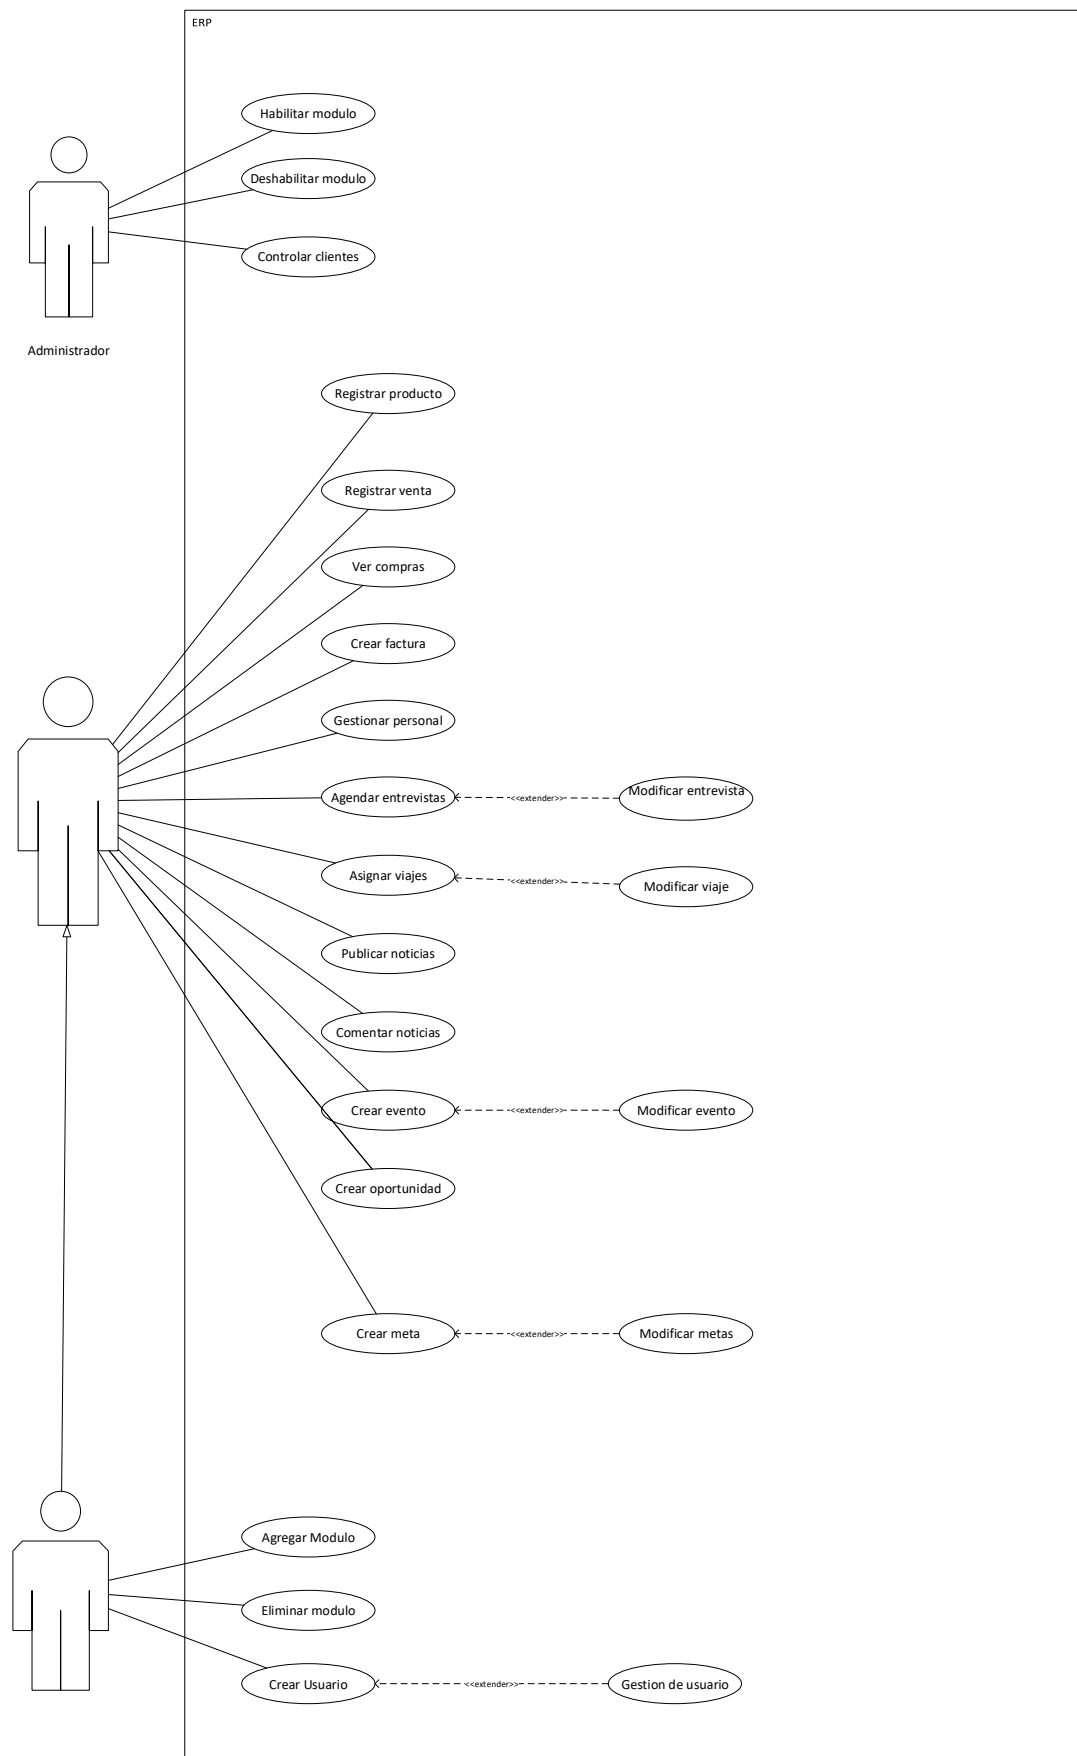 ERP
Habilitar modulo
Deshabilitar modulo
Controlar clientes
Administrador
Registrar producto
Registrar venta
Ver compras
Crear factura
Gestionar personal
Agendar entrevistas
<<extender>>
Modificar entrevista
Asignar viajes
<<extender>>
Modificar viaje
Publicar noticias
Comentar noticias
Crear evento
<<extender>>
Modificar evento
Crear oportunidad
Crear meta
<<extender>>
Modificar metas
Agregar Modulo
Eliminar modulo
Crear Usuario
<<extender>>
Gestion de usuario